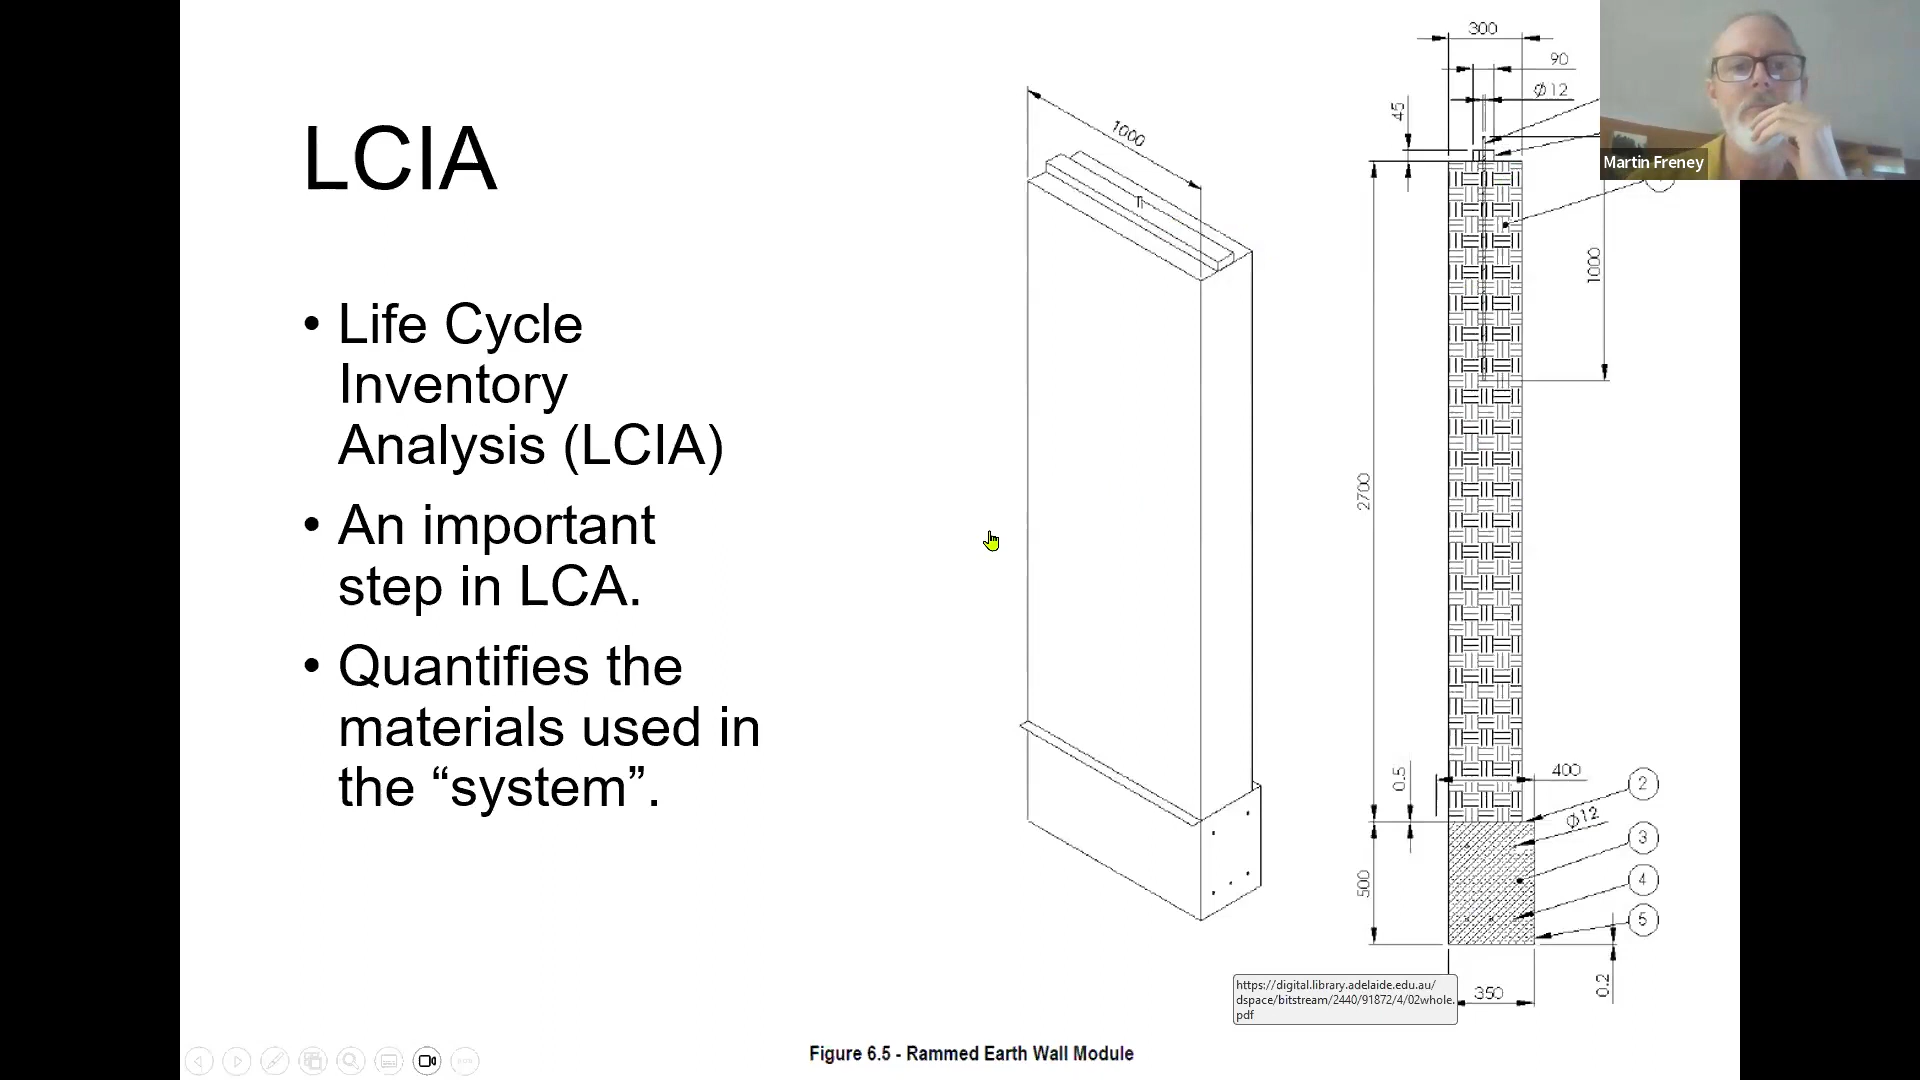 LCIA
• Life Cycle
Inventory
Analysis (LCIA)
• An important
step in LCA.
• Quantifies the
materials used in
the “system”.
1000
300
90
Ø12
45
1000
2700
0.5
400
2
Ø12
3
500
4
5
0.2
350
https://digital.library.adelaide.edu.au/
dspace/bitstream/2440/91872/4/02whole.
pdf
Figure 6.5 - Rammed Earth Wall Module
Martin Freney